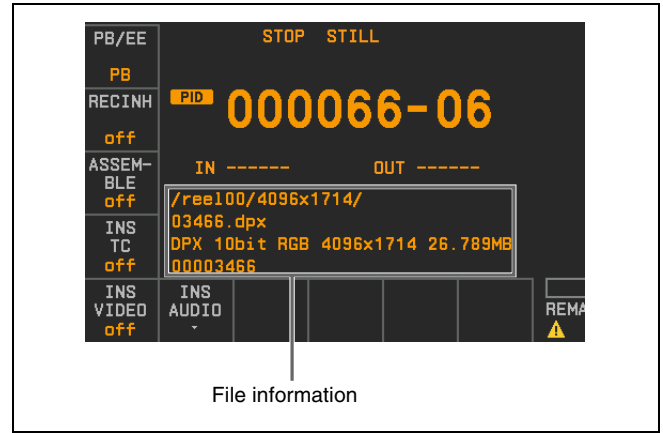 PB/EE
PB
STOP STILL
RECINH
off
PID 000066-06
ASSEM-
BLE
off
IN ------ OUT ------
/reel00/4096x1714/
03466.dpx
DPX 10bit RGB 4096x1714 26.789MB
00003466
INS
TC
off
INS
VIDEO
off
INS
AUDIO
REMA
File information